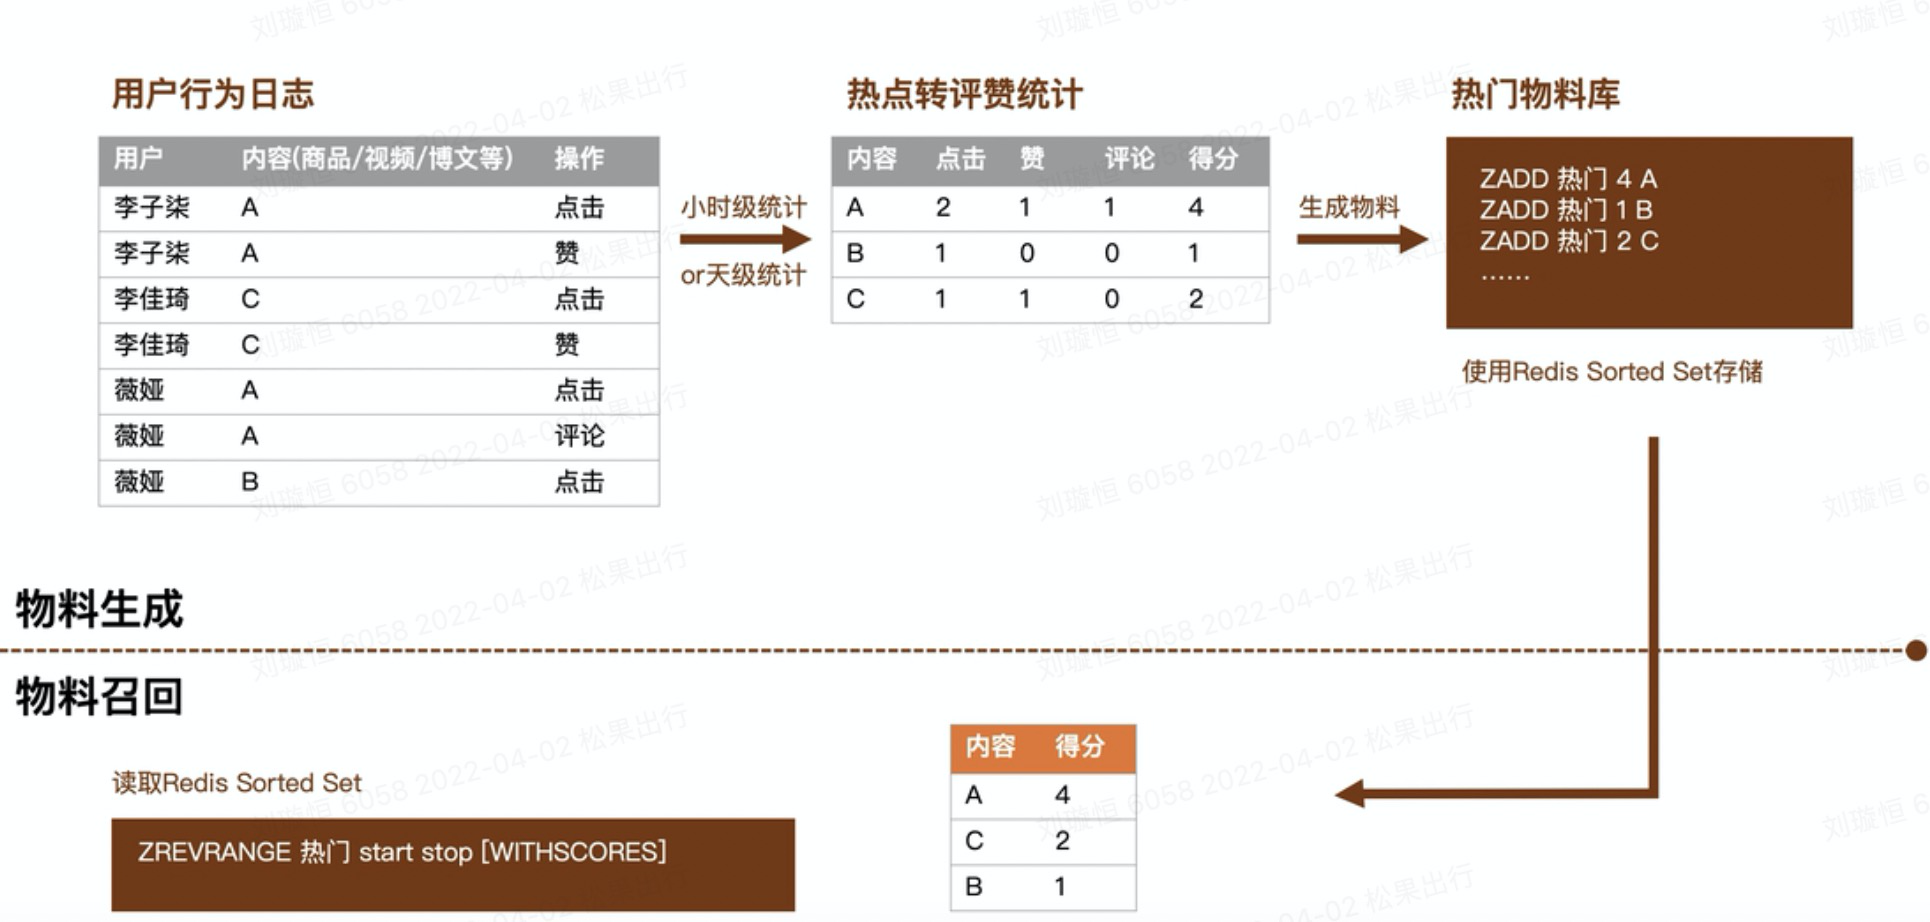 用户行为日志
用户 内容(商品/视频/博文等) 操作
李子柒 A 点击
李子柒 A 赞
李佳琦 C 点击
李佳琦 C 赞
薇娅 A 点击
薇娅 A 评论
薇娅 B 点击
小时级统计
or天级统计
热点转评赞统计
内容 点击 赞 评论 得分
A 2 1 1 4
B 1 0 0 1
C 1 1 0 2
生成物料
热门物料库
ZADD 热门 4 A
ZADD 热门 1 B
ZADD 热门 2 C
······
使用Redis Sorted Set存储
物料生成
物料召回
读取Redis Sorted Set
ZREVRANGE 热门 start stop [WITHSCORES]
内容 得分
A 4
C 2
B 1
刘璇恒 6058 2022-04-02 松果出行